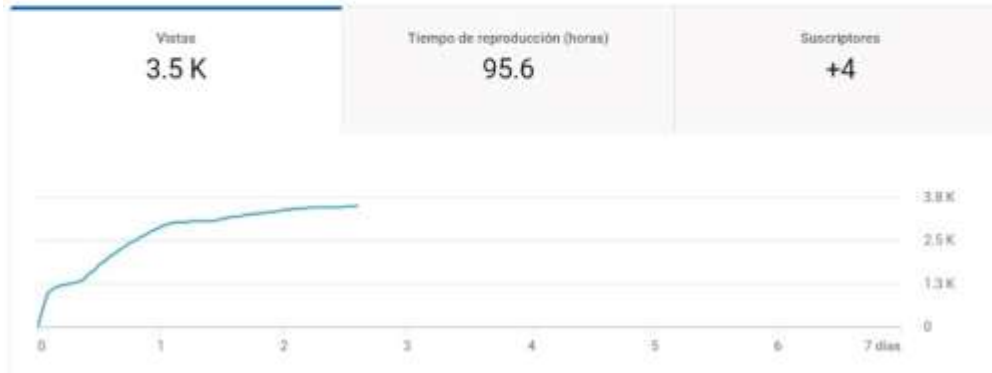 Vistas
3.5 K
Tiempo de reproducción (horas)
95.6
Suscriptores
+4
3.8 K
2.5 K
1.3 K
0
0 1 2 3 4 5 6 7 días